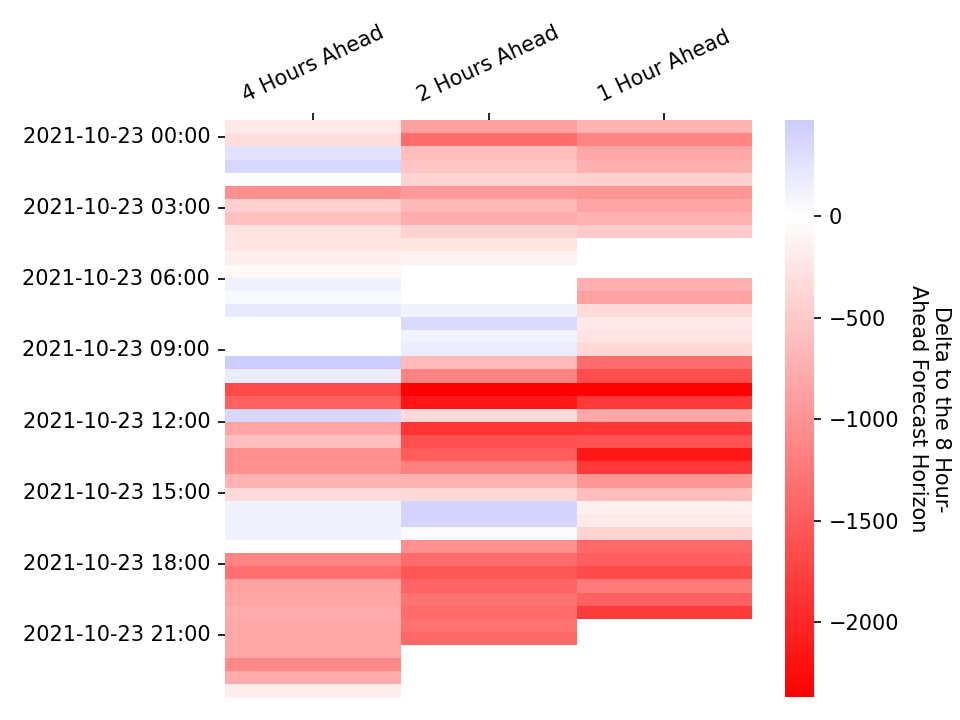 4 Hours Ahead
2 Hours Ahead
1 Hour Ahead
2021-10-23 00:00
2021-10-23 03:00
2021-10-23 06:00
2021-10-23 09:00
2021-10-23 12:00
2021-10-23 15:00
2021-10-23 18:00
2021-10-23 21:00
0
−500
−1000
−1500
−2000
Delta to the 8 Hour-
Ahead Forecast Horizon